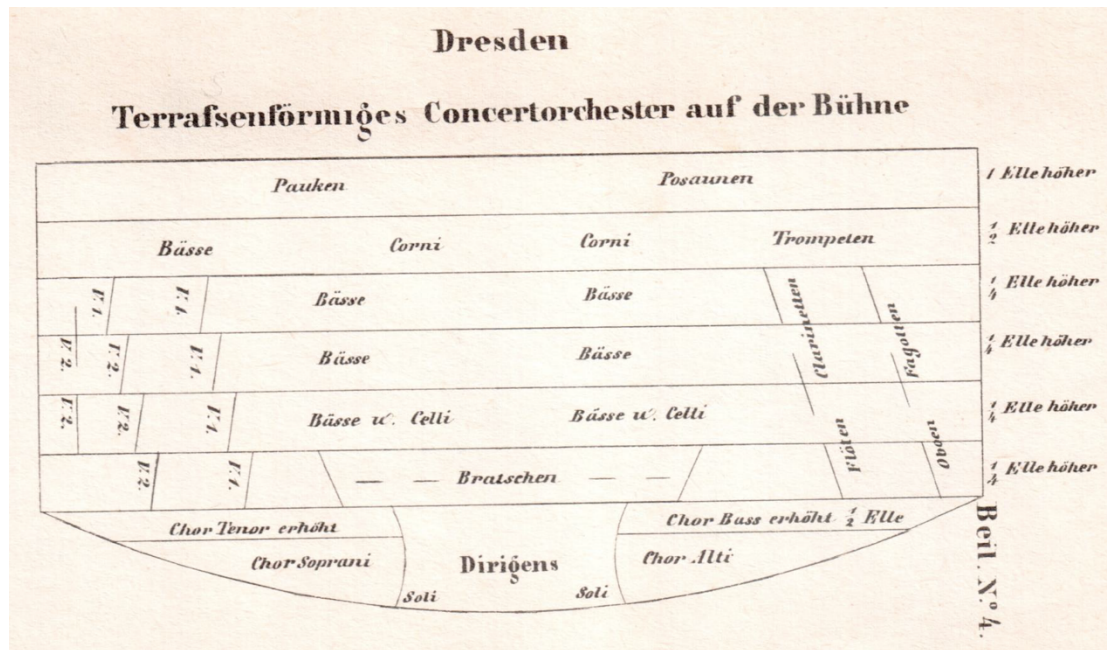 Dresden
Terrafsenförmiges Concertorchester auf der Bühne
Pauken Posaunen 1 Elle höher
Bässe Corni Corni Trompeten 1/2 Elle höher
V.1. V.1. Bässe Bässe Clarinetten Fagotten 1/4 Elle höher
V.2. V.2. V.1. Bässe Bässe 1/4 Elle höher
V.2. V.2. V.1. Bässe u. Celli Bässe u. Celli Flöten Oboen 1/4 Elle höher
V.2. V.1. — — Bratschen — — 1/4 Elle höher
Chor Tenor erhöht Chor Bass erhöht 1/2 Elle
Chor Soprani Dirigens Chor Alti
Soli Soli
Beil. N.º 4.